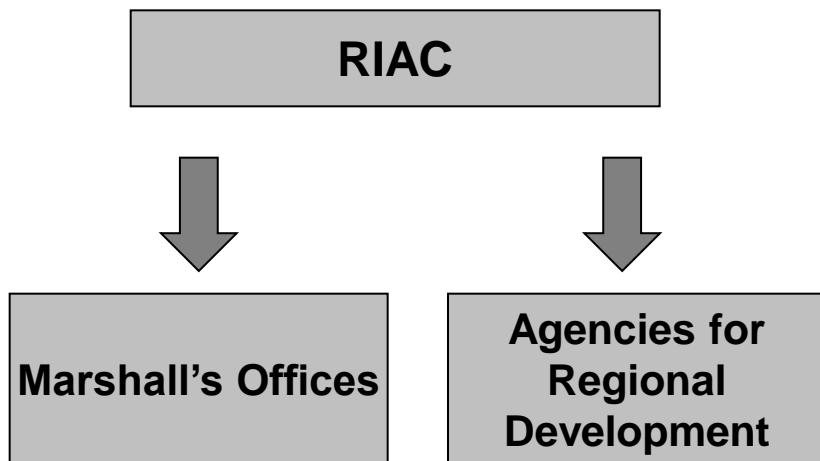 RIAC
Marshall’s Offices
Agencies for
Regional
Development